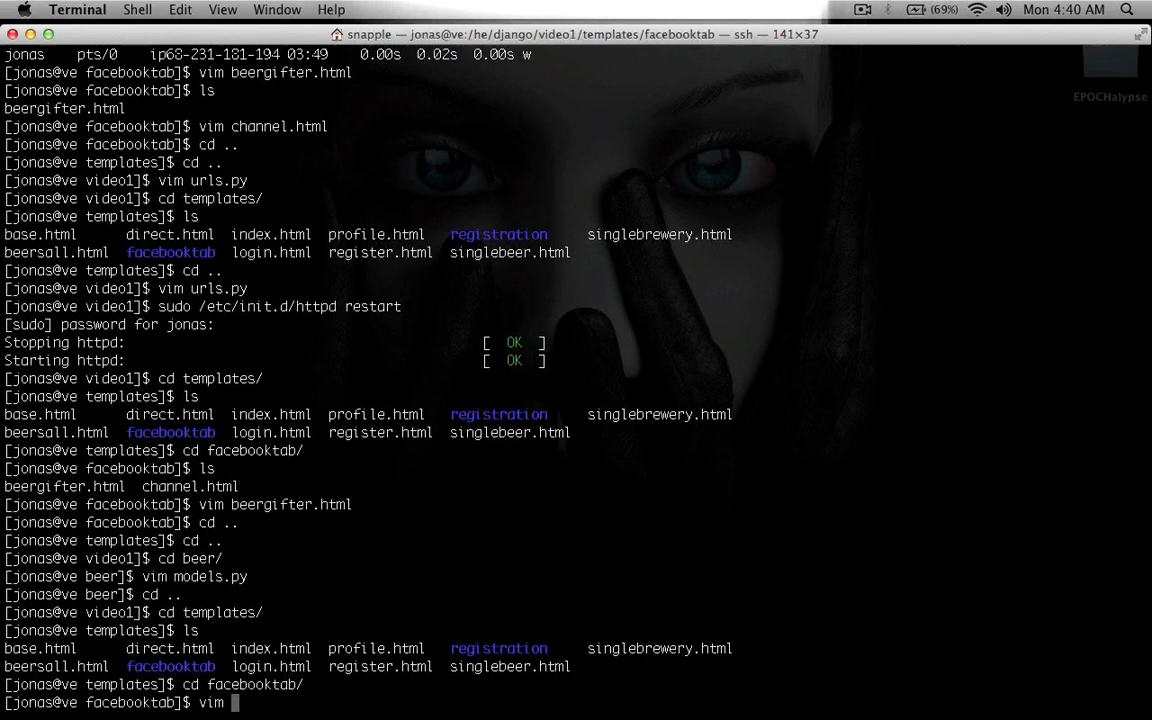 Terminal Shell Edit View Window Help (69%) Mon 4:40 AM
snapple — jonas@ve:/he/django/video1/templates/facebooktab — ssh — 141×37
EPOCHalypse
jonas pts/0 ip68-231-181-194 03:49 0.00s 0.02s 0.00s w
[jonas@ve facebooktab]$ vim beergifter.html
[jonas@ve facebooktab]$ ls
beergifter.html
[jonas@ve facebooktab]$ vim channel.html
[jonas@ve facebooktab]$ cd ..
[jonas@ve templates]$ cd ..
[jonas@ve video1]$ vim urls.py
[jonas@ve video1]$ cd templates/
[jonas@ve templates]$ ls
base.html direct.html index.html profile.html registration singlebrewery.html
beersall.html facebooktab login.html register.html singlebeer.html
[jonas@ve templates]$ cd ..
[jonas@ve video1]$ vim urls.py
[jonas@ve video1]$ sudo /etc/init.d/httpd restart
[sudo] password for jonas:
Stopping httpd: [ OK ]
Starting httpd: [ OK ]
[jonas@ve video1]$ cd templates/
[jonas@ve templates]$ ls
base.html direct.html index.html profile.html registration singlebrewery.html
beersall.html facebooktab login.html register.html singlebeer.html
[jonas@ve templates]$ cd facebooktab/
[jonas@ve facebooktab]$ ls
beergifter.html channel.html
[jonas@ve facebooktab]$ vim beergifter.html
[jonas@ve facebooktab]$ cd ..
[jonas@ve templates]$ cd ..
[jonas@ve video1]$ cd beer/
[jonas@ve beer]$ vim models.py
[jonas@ve beer]$ cd ..
[jonas@ve video1]$ cd templates/
[jonas@ve templates]$ ls
base.html direct.html index.html profile.html registration singlebrewery.html
beersall.html facebooktab login.html register.html singlebeer.html
[jonas@ve templates]$ cd facebooktab/
[jonas@ve facebooktab]$ vim